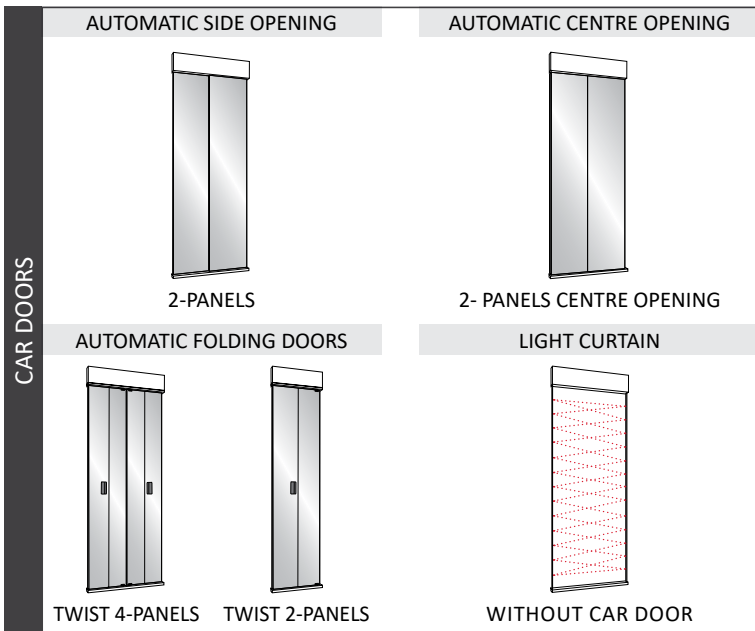 CAR DOORS
AUTOMATIC SIDE OPENING
2-PANELS
AUTOMATIC CENTRE OPENING
2- PANELS CENTRE OPENING
AUTOMATIC FOLDING DOORS
TWIST 4-PANELS
TWIST 2-PANELS
LIGHT CURTAIN
WITHOUT CAR DOOR